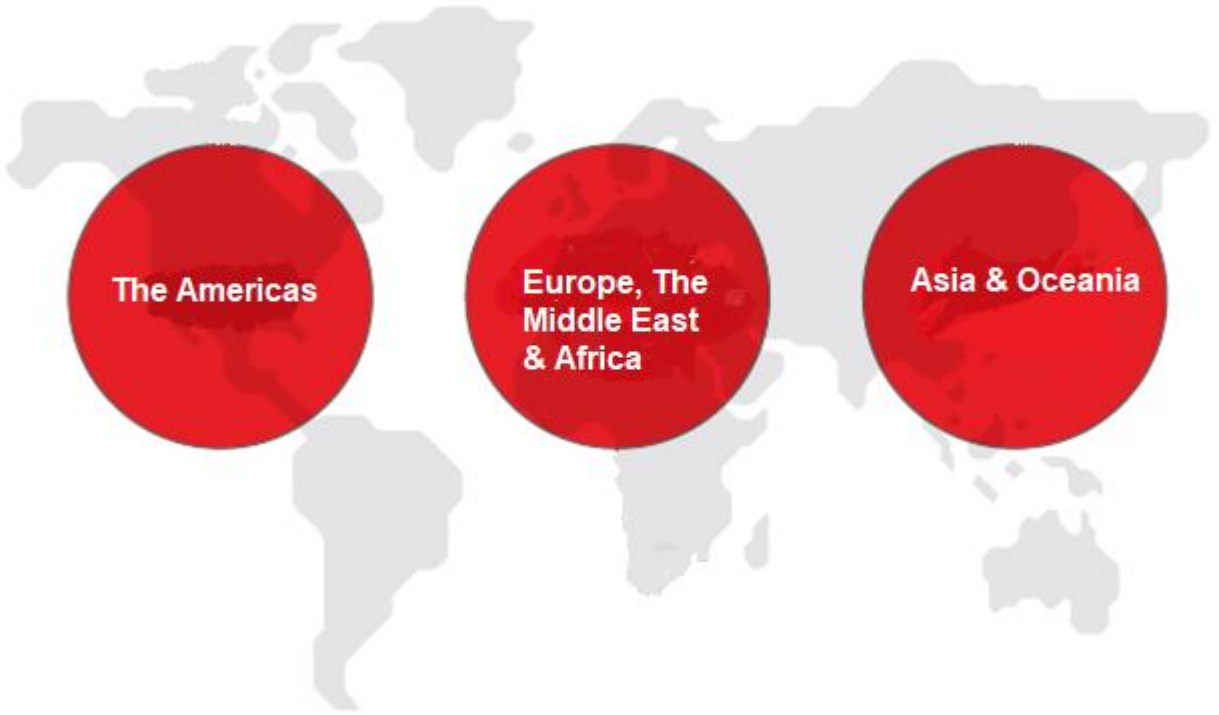 The Americas
Europe, The
Middle East
& Africa
Asia & Oceania